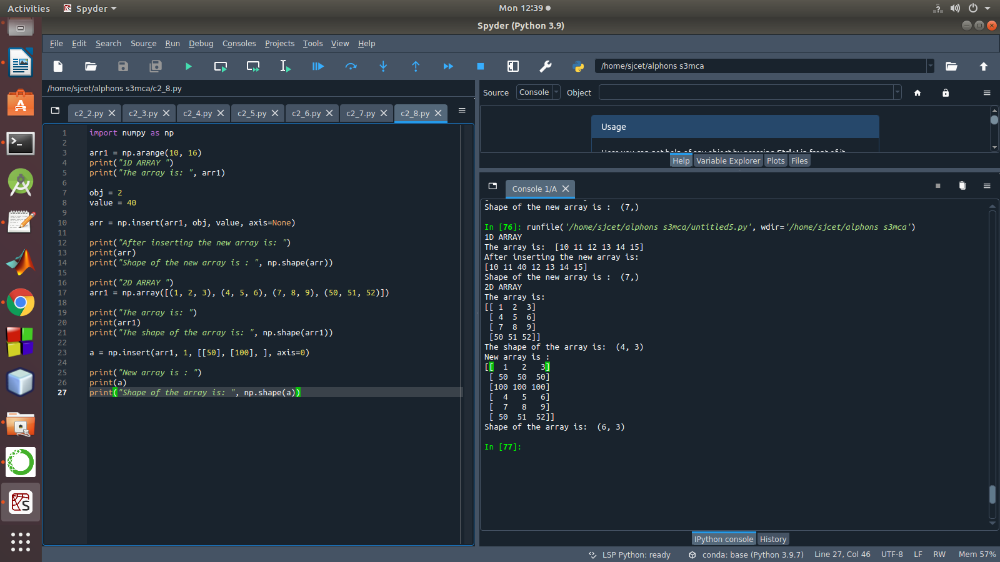 Activities Spyder Mon 12:39
Spyder (Python 3.9)
File Edit Search Source Run Debug Consoles Projects Tools View Help
/home/sjcet/alphons s3mca
/home/sjcet/alphons s3mca/c2_8.py
c2_2.py c2_3.py c2_4.py c2_5.py c2_6.py c2_7.py c2_8.py
1 import numpy as np
2
3 arr1 = np.arange(10, 16)
4 print("1D ARRAY ")
5 print("The array is: ", arr1)
6
7 obj = 2
8 value = 40
9
10 arr = np.insert(arr1, obj, value, axis=None)
11
12 print("After inserting the new array is: ")
13 print(arr)
14 print("Shape of the new array is : ", np.shape(arr))
15
16 print("2D ARRAY ")
17 arr1 = np.array([(1, 2, 3), (4, 5, 6), (7, 8, 9), (50, 51, 52)])
18
19 print("The array is: ")
20 print(arr1)
21 print("The shape of the array is: ", np.shape(arr1))
22
23 a = np.insert(arr1, 1, [[50], [100], ], axis=0)
24
25 print("New array is : ")
26 print(a)
27 print("Shape of the array is: ", np.shape(a))
Source Console Object
Usage
Help Variable Explorer Plots Files
Console 1/A
Shape of the new array is :  (7,)
In [76]: runfile('/home/sjcet/alphons s3mca/untitled5.py', wdir='/home/sjcet/alphons s3mca')
1D ARRAY
The array is:  [10 11 12 13 14 15]
After inserting the new array is:
[10 11 40 12 13 14 15]
Shape of the new array is :  (7,)
2D ARRAY
The array is:
[[ 1  2  3]
 [ 4  5  6]
 [ 7  8  9]
 [50 51 52]]
The shape of the array is:  (4, 3)
New array is :
[[  1   2   3]
 [ 50  50  50]
 [100 100 100]
 [  4   5   6]
 [  7   8   9]
 [ 50  51  52]]
Shape of the array is:  (6, 3)
In [77]:
IPython console History
LSP Python: ready conda: base (Python 3.9.7) Line 27, Col 46 UTF-8 LF RW Mem 57%